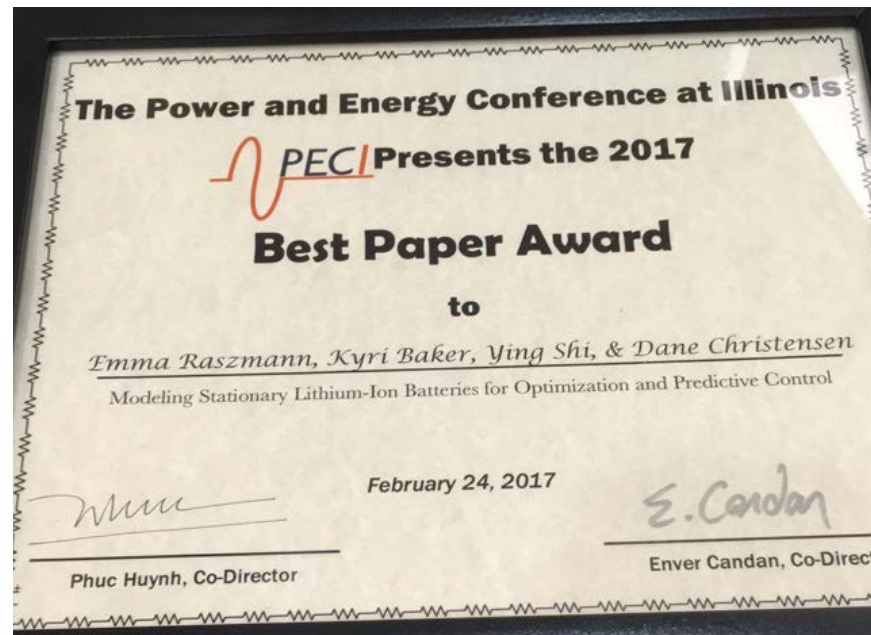 The Power and Energy Conference at Illinois
PECI Presents the 2017
Best Paper Award
to
Emma Raszmann, Kyri Baker, Ying Shi, & Dane Christensen
Modeling Stationary Lithium-Ion Batteries for Optimization and Predictive Control
February 24, 2017
E. Candan
Phuc Huynh, Co-Director
Enver Candan, Co-Direct